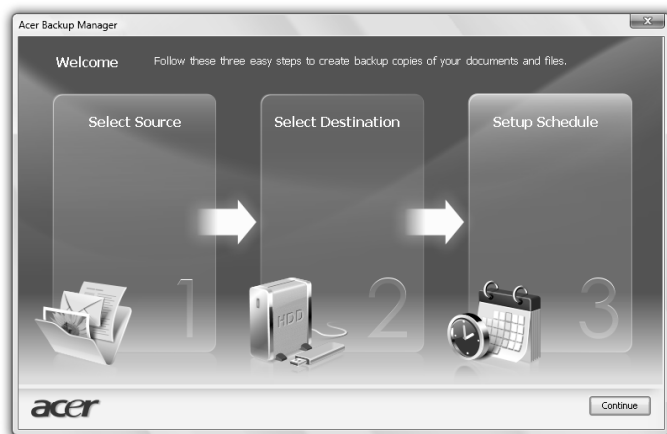 Acer Backup Manager
X
Welcome
Follow these three easy steps to create backup copies of your documents and files.
Select Source
Select Destination
Setup Schedule
1
HDD
2
3
acer
Continue